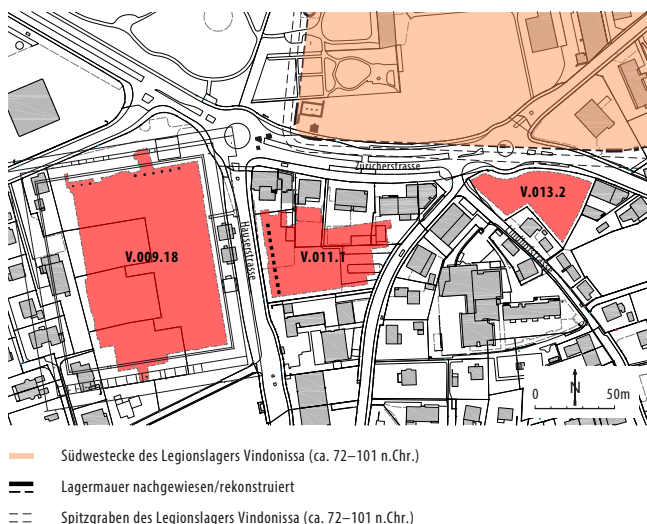 Zürcherstrasse
V.013.2
V.009.18
Hauserstrasse
V.011.1
N
0 50m
Südwestecke des Legionslagers Vindonissa (ca. 72–101 n.Chr.)
Lagermauer nachgewiesen/rekonstruiert
Spitzgraben des Legionslagers Vindonissa (ca. 72–101 n.Chr.)